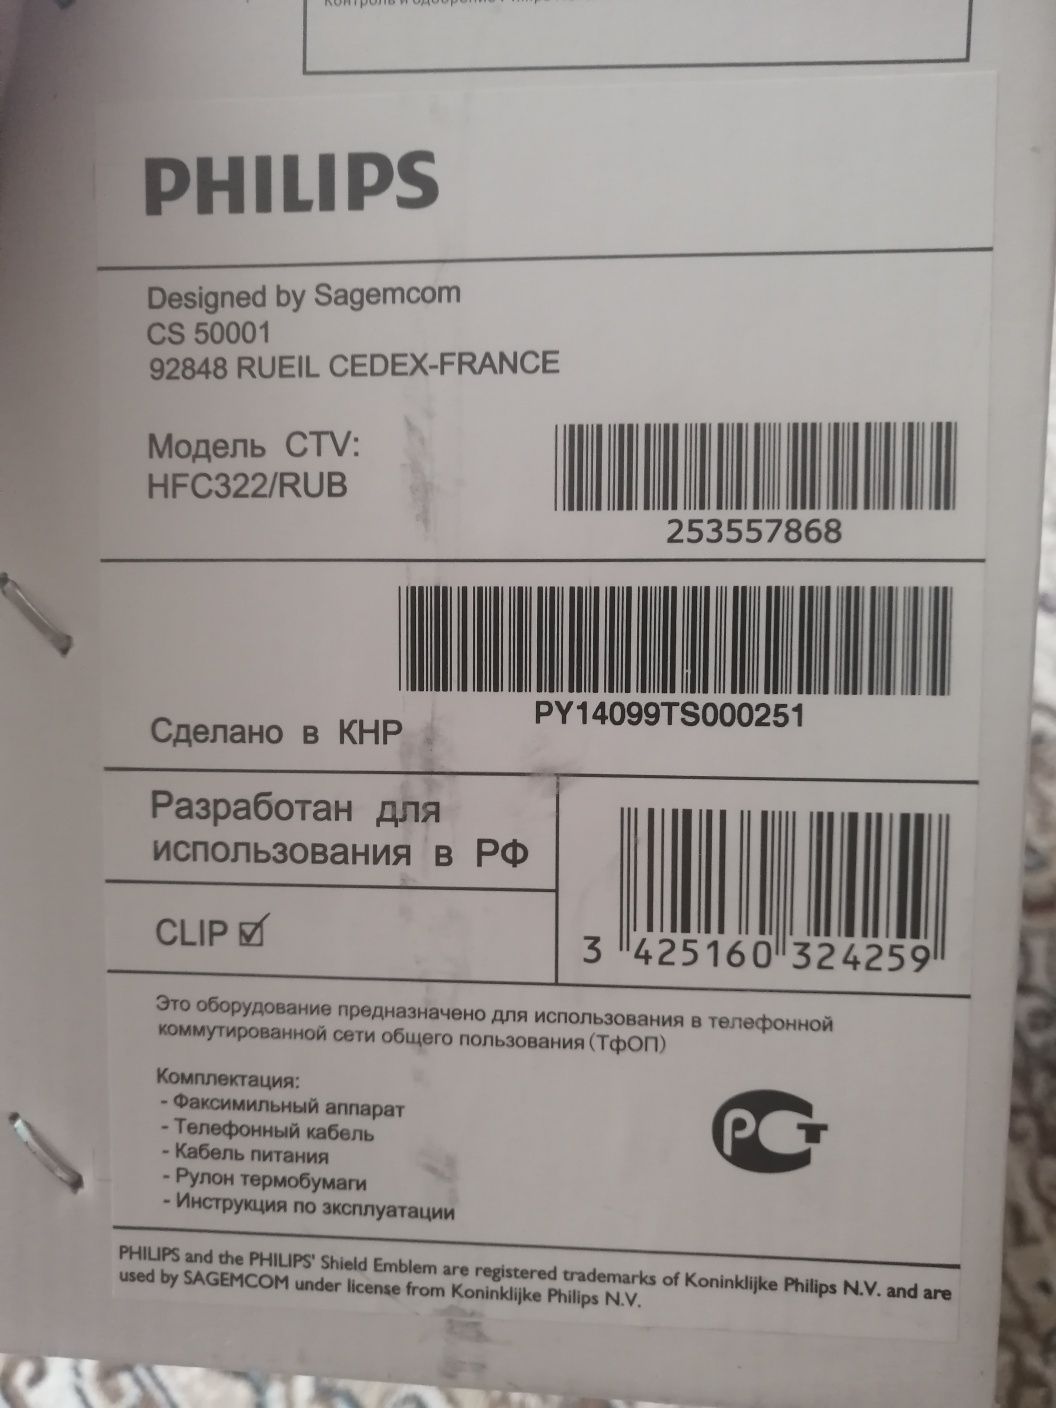 Контроль и одобрение
PHILIPS
Designed by Sagemcom
CS 50001
92848 RUEIL CEDEX-FRANCE
Модель CTV:
HFC322/RUB
253557868
PY14099TS000251
Сделано в КНР
Разработан для
использования в РФ
CLIP ☑
3 425160 324259
Это оборудование предназначено для использования в телефонной
коммутированной сети общего пользования (ТфОП)
Комплектация:
- Факсимильный аппарат
- Телефонный кабель
- Кабель питания
- Рулон термобумаги
- Инструкция по эксплуатации
РСТ
PHILIPS and the PHILIPS' Shield Emblem are registered trademarks of Koninklijke Philips N.V. and are
used by SAGEMCOM under license from Koninklijke Philips N.V.